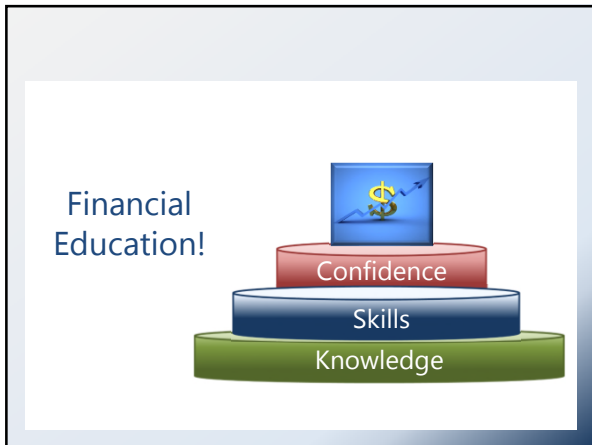 Financial
Education!
$
Confidence
Skills
Knowledge